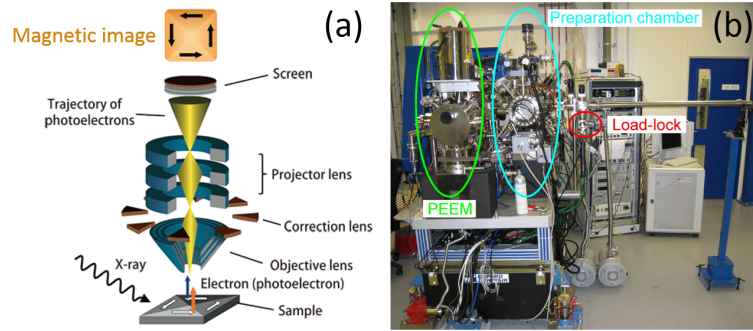 (a)
Magnetic image
Screen
Trajectory of
photoelectrons
Projector lens
Correction lens
X-ray
Objective lens
Electron (photoelectron)
Sample
(b)
Preparation chamber
Load-lock
PEEM